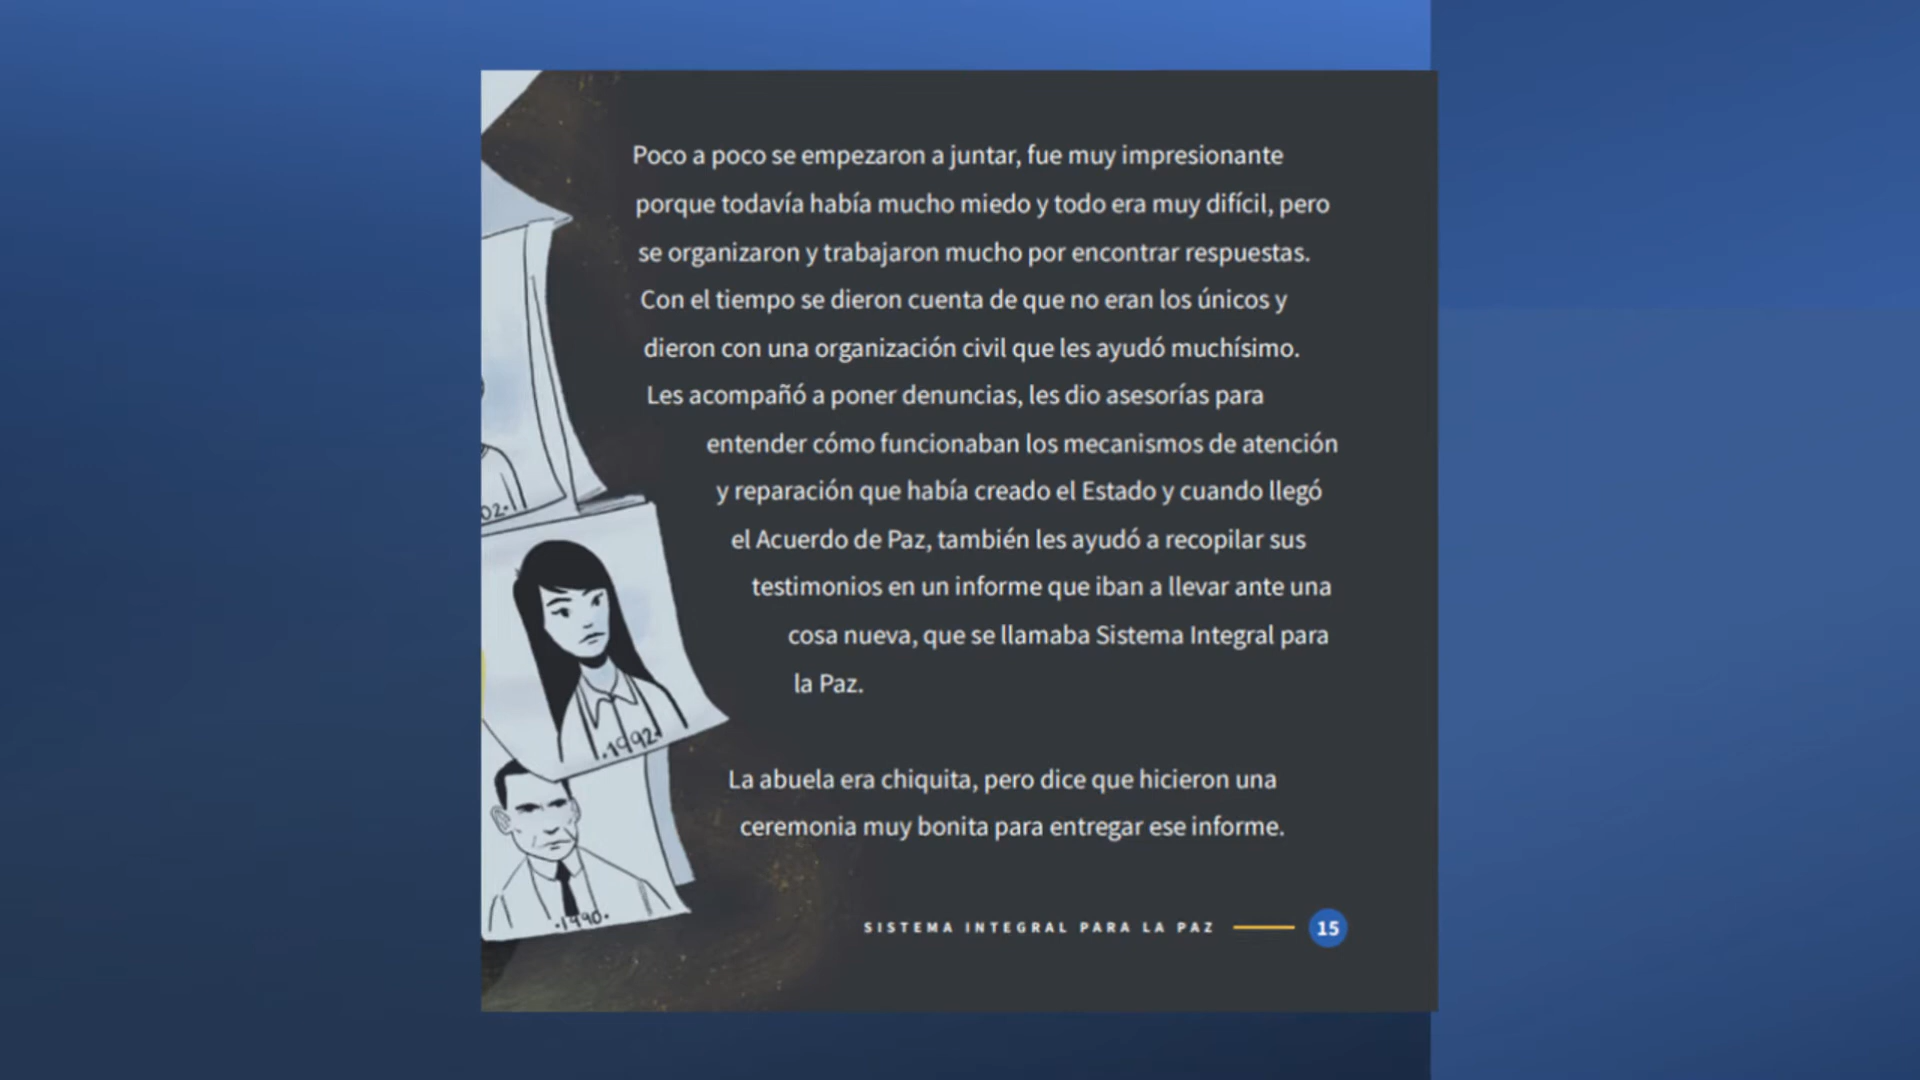 Poco a poco se empezaron a juntar, fue muy impresionante
porque todavía había mucho miedo y todo era muy difícil, pero
se organizaron y trabajaron mucho por encontrar respuestas.
Con el tiempo se dieron cuenta de que no eran los únicos y
dieron con una organización civil que les ayudó muchísimo.
Les acompañó a poner denuncias, les dio asesorías para
entender cómo funcionaban los mecanismos de atención
y reparación que había creado el Estado y cuando llegó
el Acuerdo de Paz, también les ayudó a recopilar sus
testimonios en un informe que iban a llevar ante una
cosa nueva, que se llamaba Sistema Integral para
la Paz.
La abuela era chiquita, pero dice que hicieron una
ceremonia muy bonita para entregar ese informe.
02.
.1992.
.1990.
SISTEMA INTEGRAL PARA LA PAZ 15